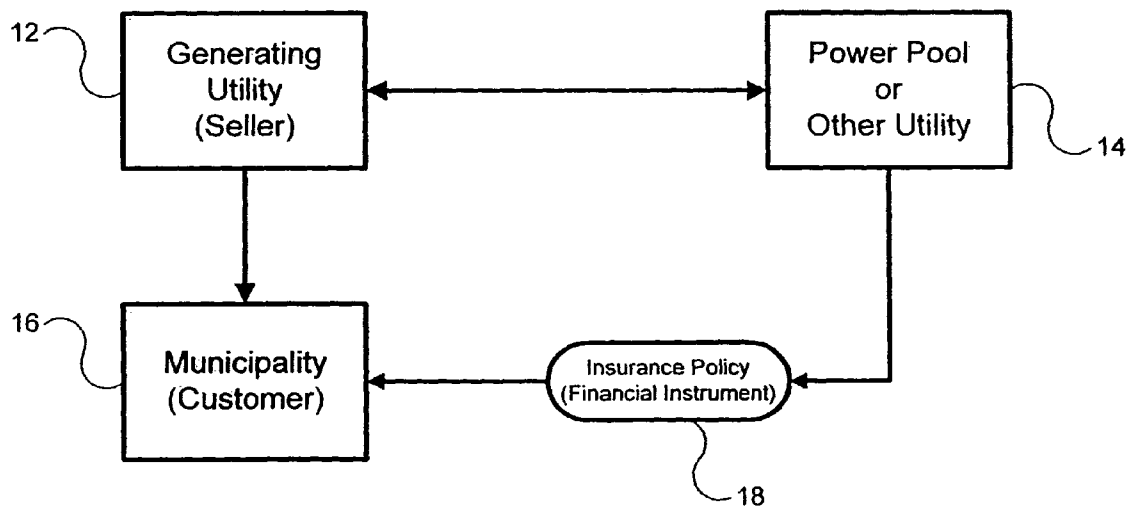 12
Generating
Utility
(Seller)
Power Pool
or
Other Utility
14
16
Municipality
(Customer)
Insurance Policy
(Financial Instrument)
18